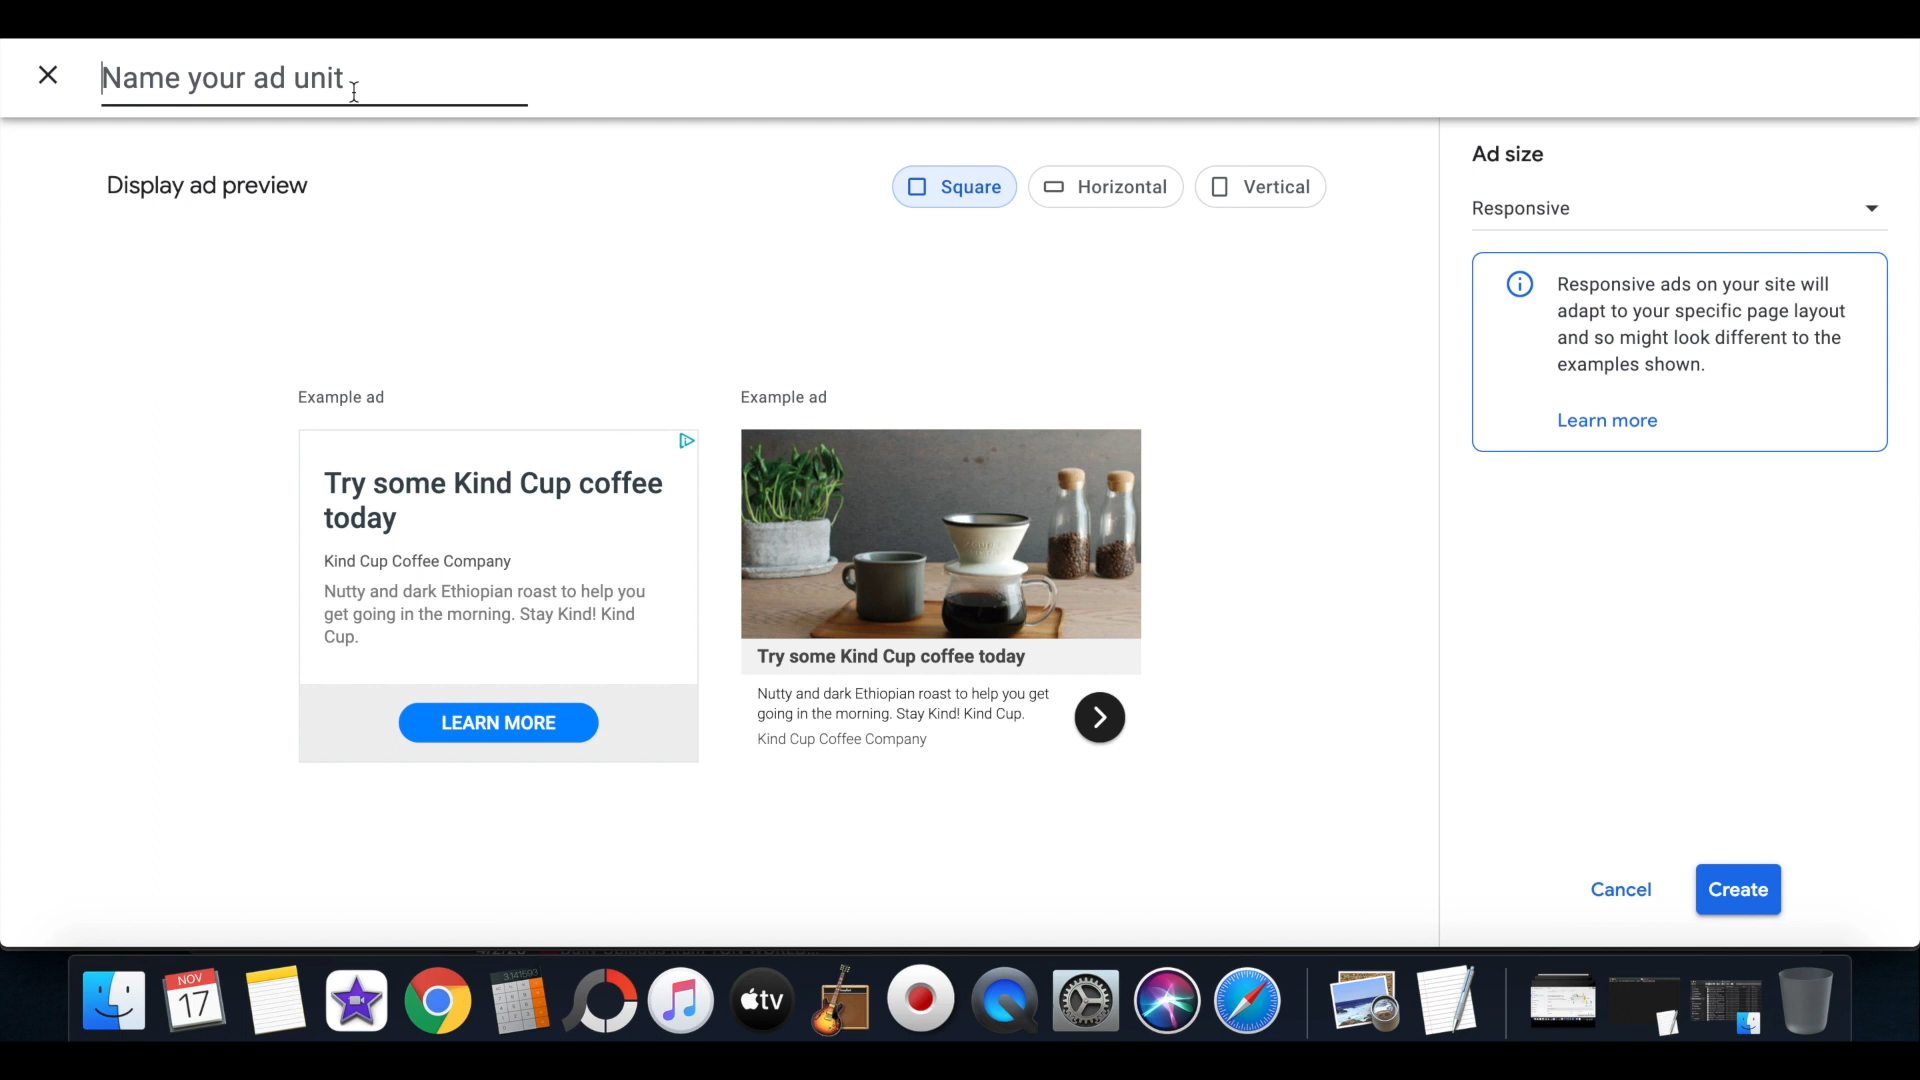 Name your ad unit
Display ad preview
Square
Horizontal
Vertical
Ad size
Responsive
Responsive ads on your site will
adapt to your specific page layout
and so might look different to the
examples shown.
Learn more
Example ad
Try some Kind Cup coffee
today
Kind Cup Coffee Company
Nutty and dark Ethiopian roast to help you
get going in the morning. Stay Kind! Kind
Cup.
LEARN MORE
Example ad
Try some Kind Cup coffee today
Nutty and dark Ethiopian roast to help you get
going in the morning. Stay Kind! Kind Cup.
Kind Cup Coffee Company
Cancel
Create
NOV
17
3.141593
tv